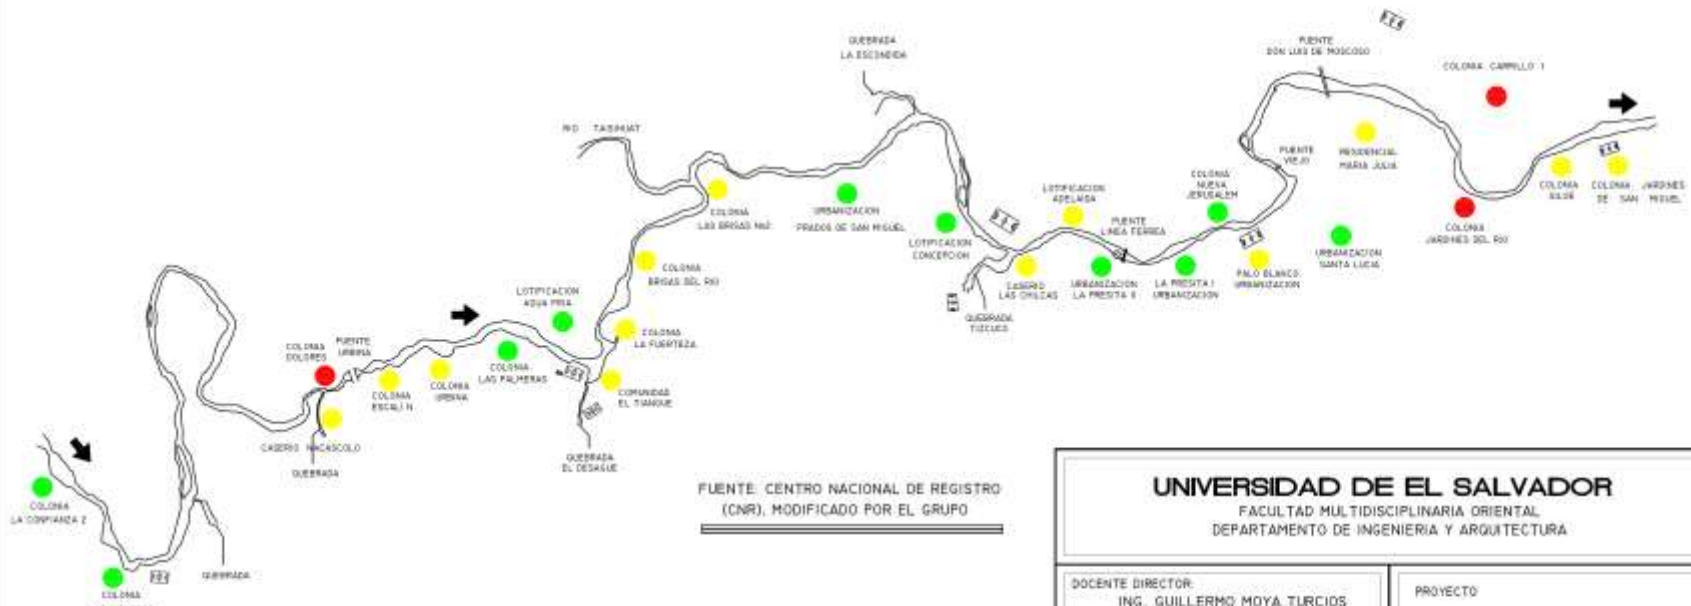 QUEBRADA
LA ESCONDIDA
PUENTE
DON LUIS DE MOSCOSO
COLONIA CARRILLO 1
RIO TAISIHUAT
PUENTE
VIEJO
RESIDENCIAL
MARIA JULIA
COLONIA
NUEVA
JERUSALEM
COLONIA
COLONIA JARDINES
DE SAN MIGUEL
LOTIFICACION
ADELAIDA
PUENTE
LINEA FERREA
COLONIA
LAS BRISAS No2
URBANIZACION
PRADOS DE SAN MIGUEL
LOTIFICACION
CONCEPCION
COLONIA
JARDINES DEL RIO
URBANIZACION
SANTA LUCIA
COLONIA
BRISAS DEL RIO
CASERIO
LAS CHILCAS
URBANIZACION
LA PRESITA II
LA PRESITA I
URBANIZACION
PALO BLANCO
URBANIZACION
LOTIFICACION
AGUA FRIA
QUEBRADA
COLONIA
LA FUERTEZA
COLONIA
DOLORES
PUENTE
URBINA
COLONIA
LAS PALMERAS
COLONIA
URBINA
COLONIA
ESCALIN
COMUNIDAD
EL TIANGUE
CASERIO NACASCOLO
QUEBRADA
QUEBRADA
EL DESAGUE
COLONIA
LA CONFIANZA 2
QUEBRADA
COLONIA
FUENTE: CENTRO NACIONAL DE REGISTRO
(CNR), MODIFICADO POR EL GRUPO
UNIVERSIDAD DE EL SALVADOR
FACULTAD MULTIDISCIPLINARIA ORIENTAL
DEPARTAMENTO DE INGENIERIA Y ARQUITECTURA
DOCENTE DIRECTOR:
ING. GUILLERMO MOYA TURCIOS
PROYECTO